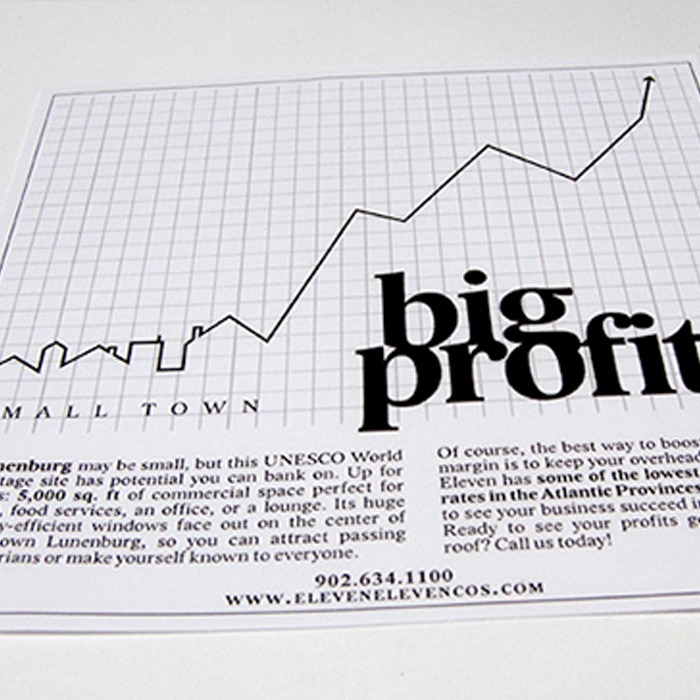 big
profit
MALL TOWN
nenburg may be small, but this UNESCO World
tage site has potential you can bank on. Up for
s: 5,000 sq. ft of commercial space perfect for
, food services, an office, or a lounge. Its huge
y-efficient windows face out on the center of
own Lunenburg, so you can attract passing
rians or make yourself known to everyone.
Of course, the best way to boos
margin is to keep your overhead
Eleven has some of the lowest
rates in the Atlantic Provinces
to see your business succeed i
Ready to see your profits g
roof? Call us today!
902.634.1100
WWW.ELEVENELEVENCOS.COM